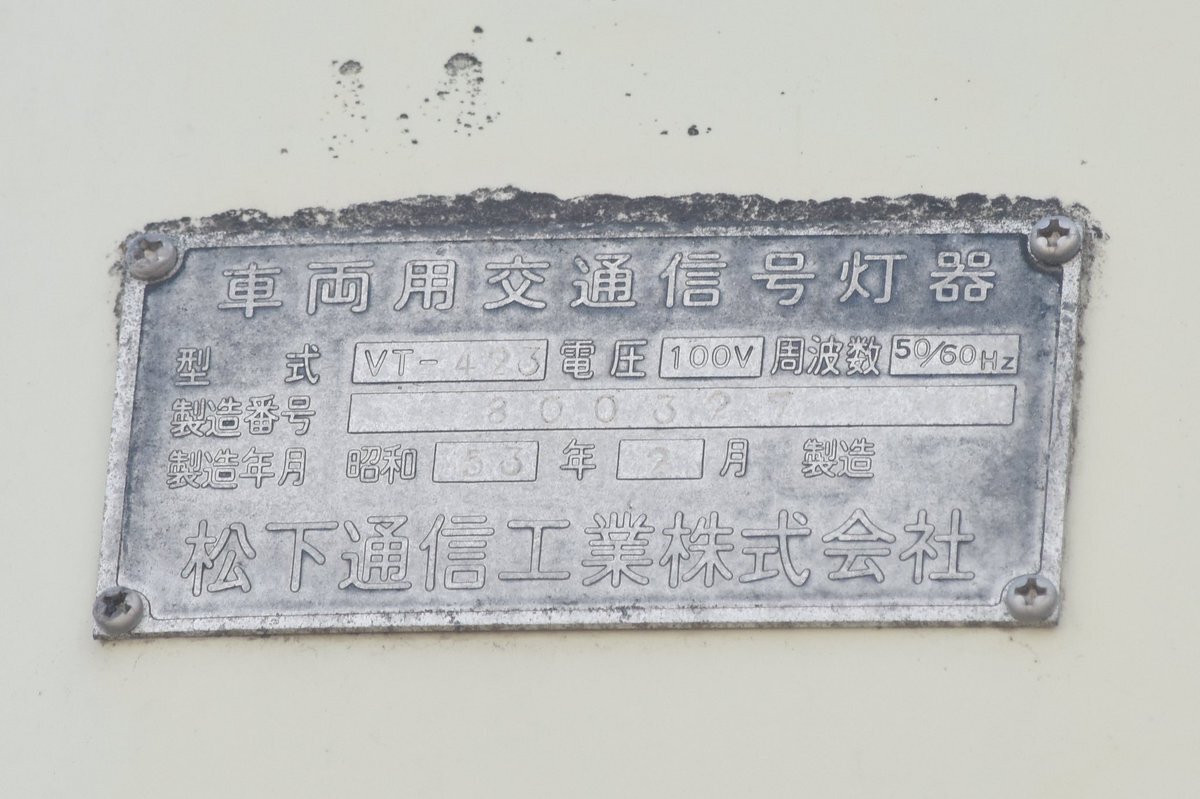 車両用交通信号灯器
型式 VT-423 電圧 100V 周波数 50/60Hz
製造番号 800327
製造年月 昭和 53 年 2 月 製造
松下通信工業株式会社